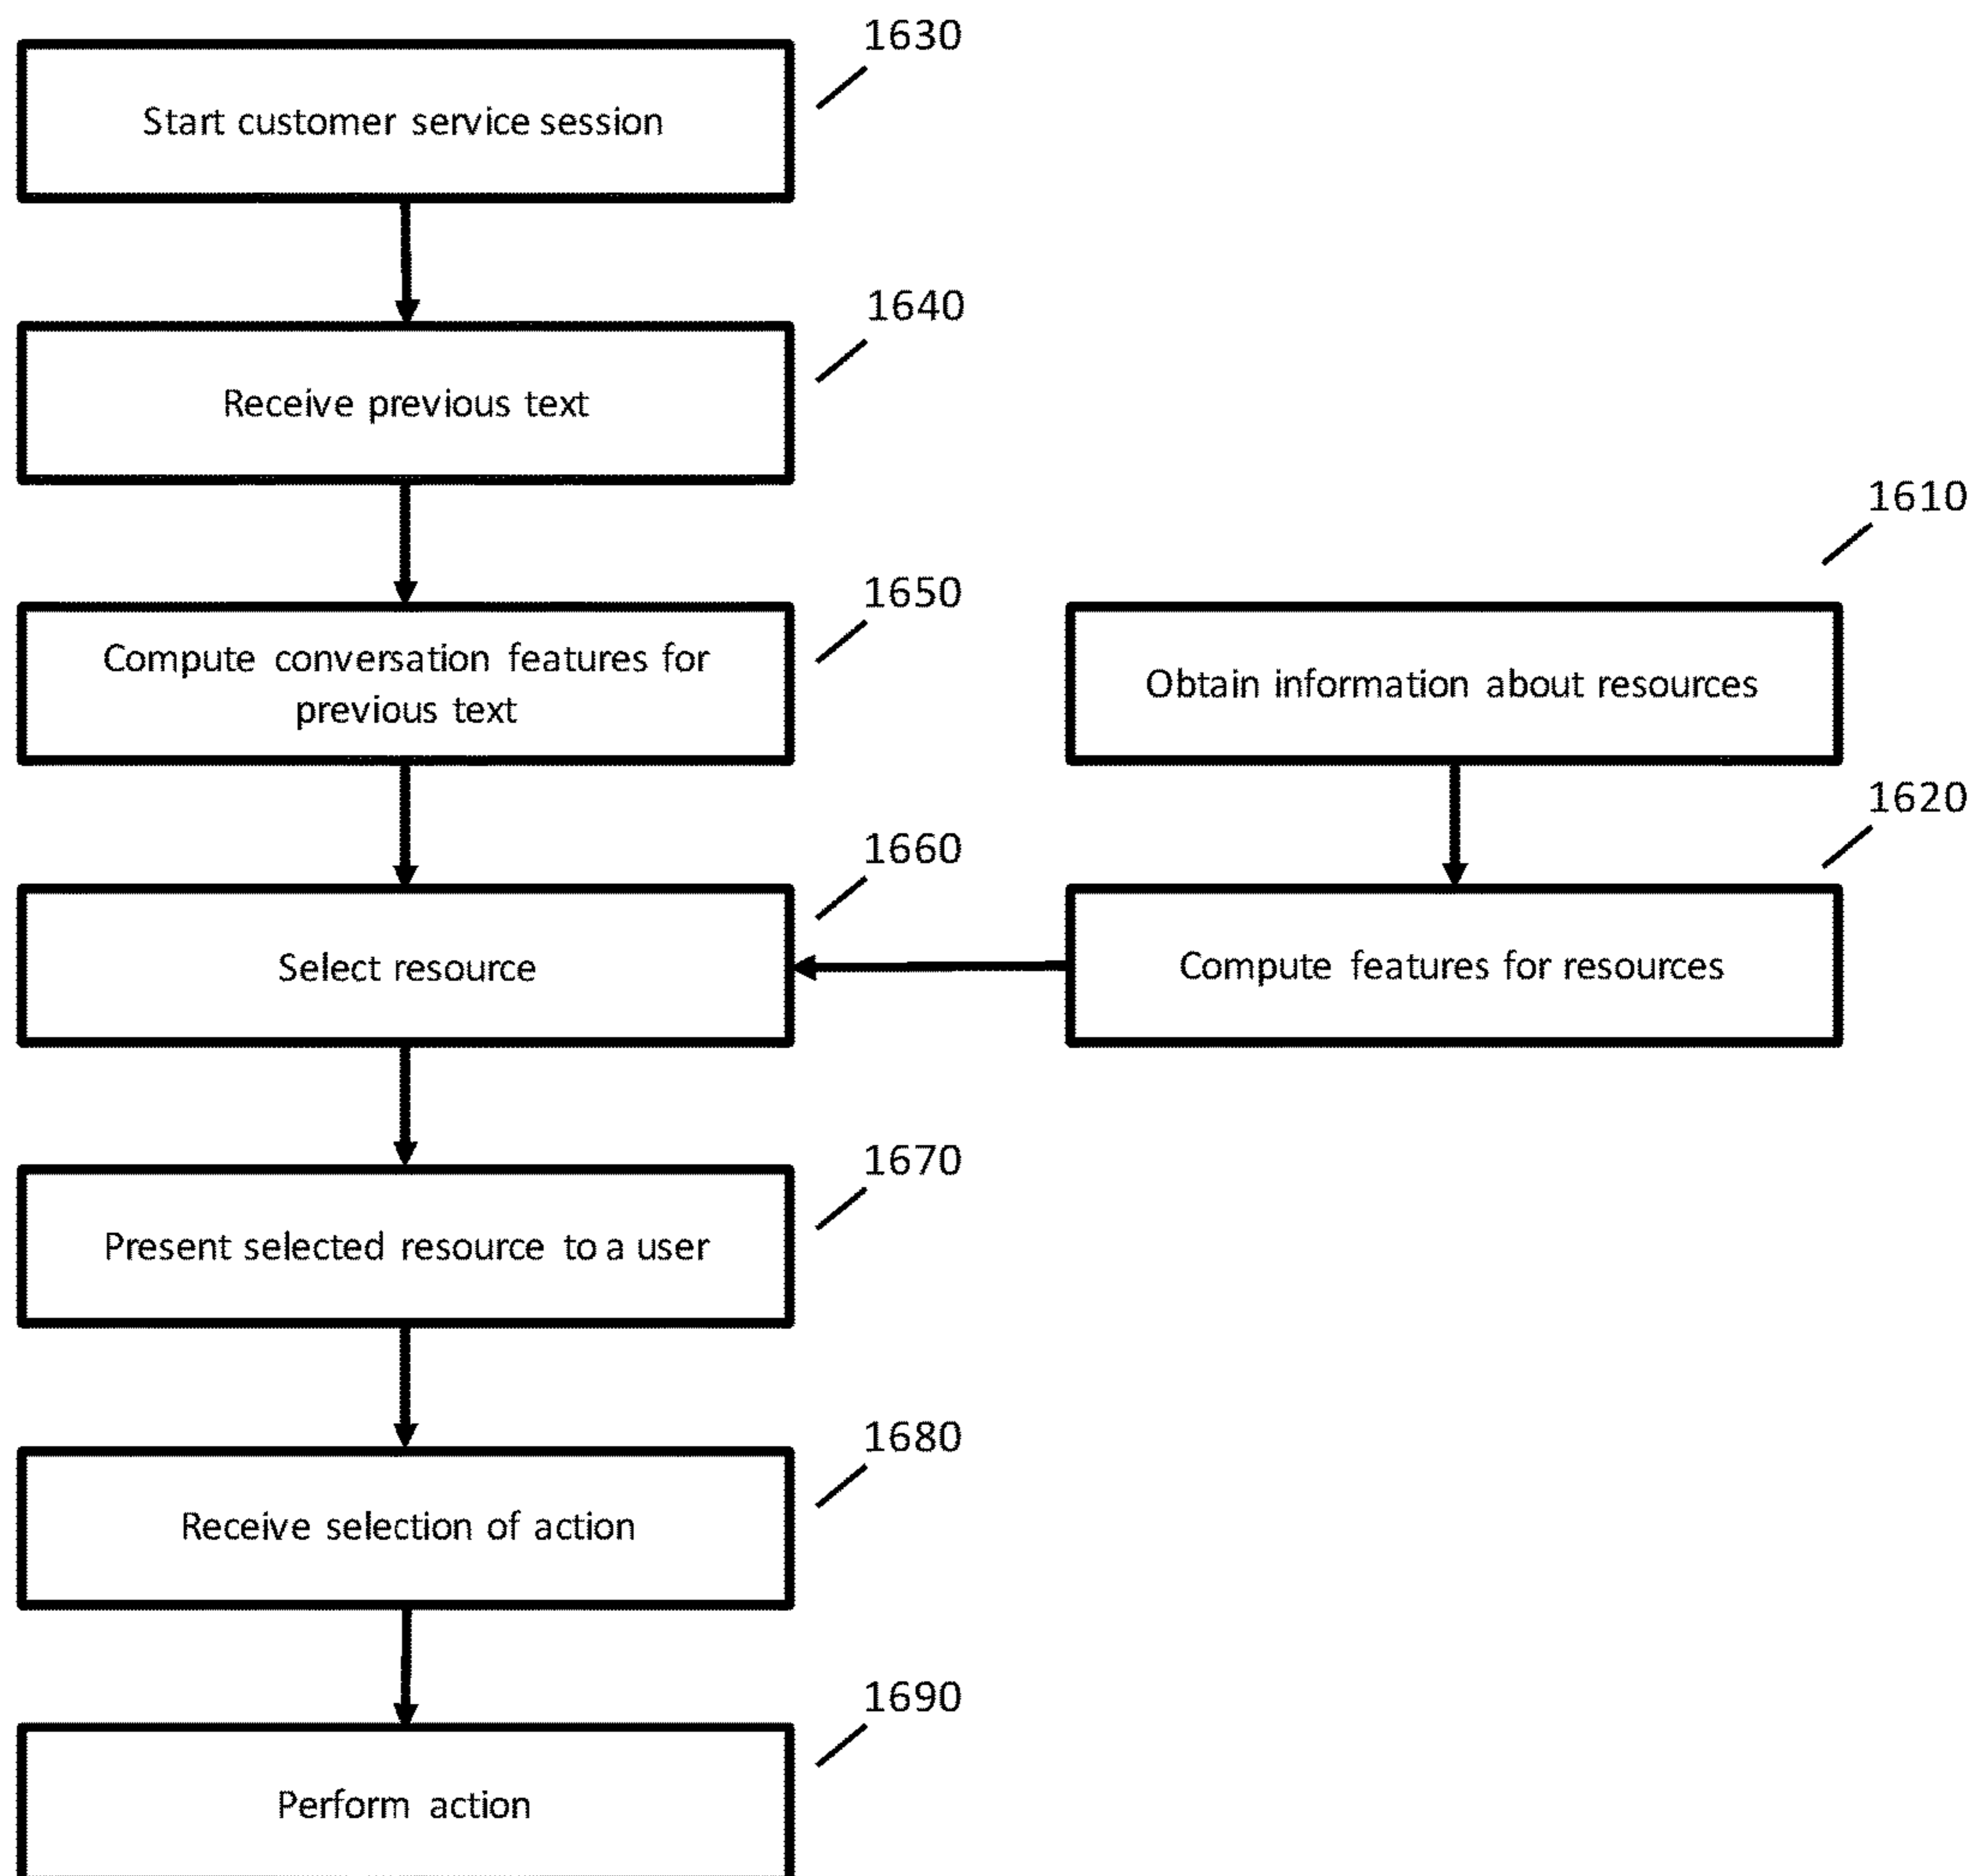 1630
Start customer service session
1640
Receive previous text
1610
1650
Compute conversation features for
previous text
Obtain information about resources
1620
1660
Select resource
Compute features for resources
1670
Present selected resource to a user
1680
Receive selection of action
1690
Perform action